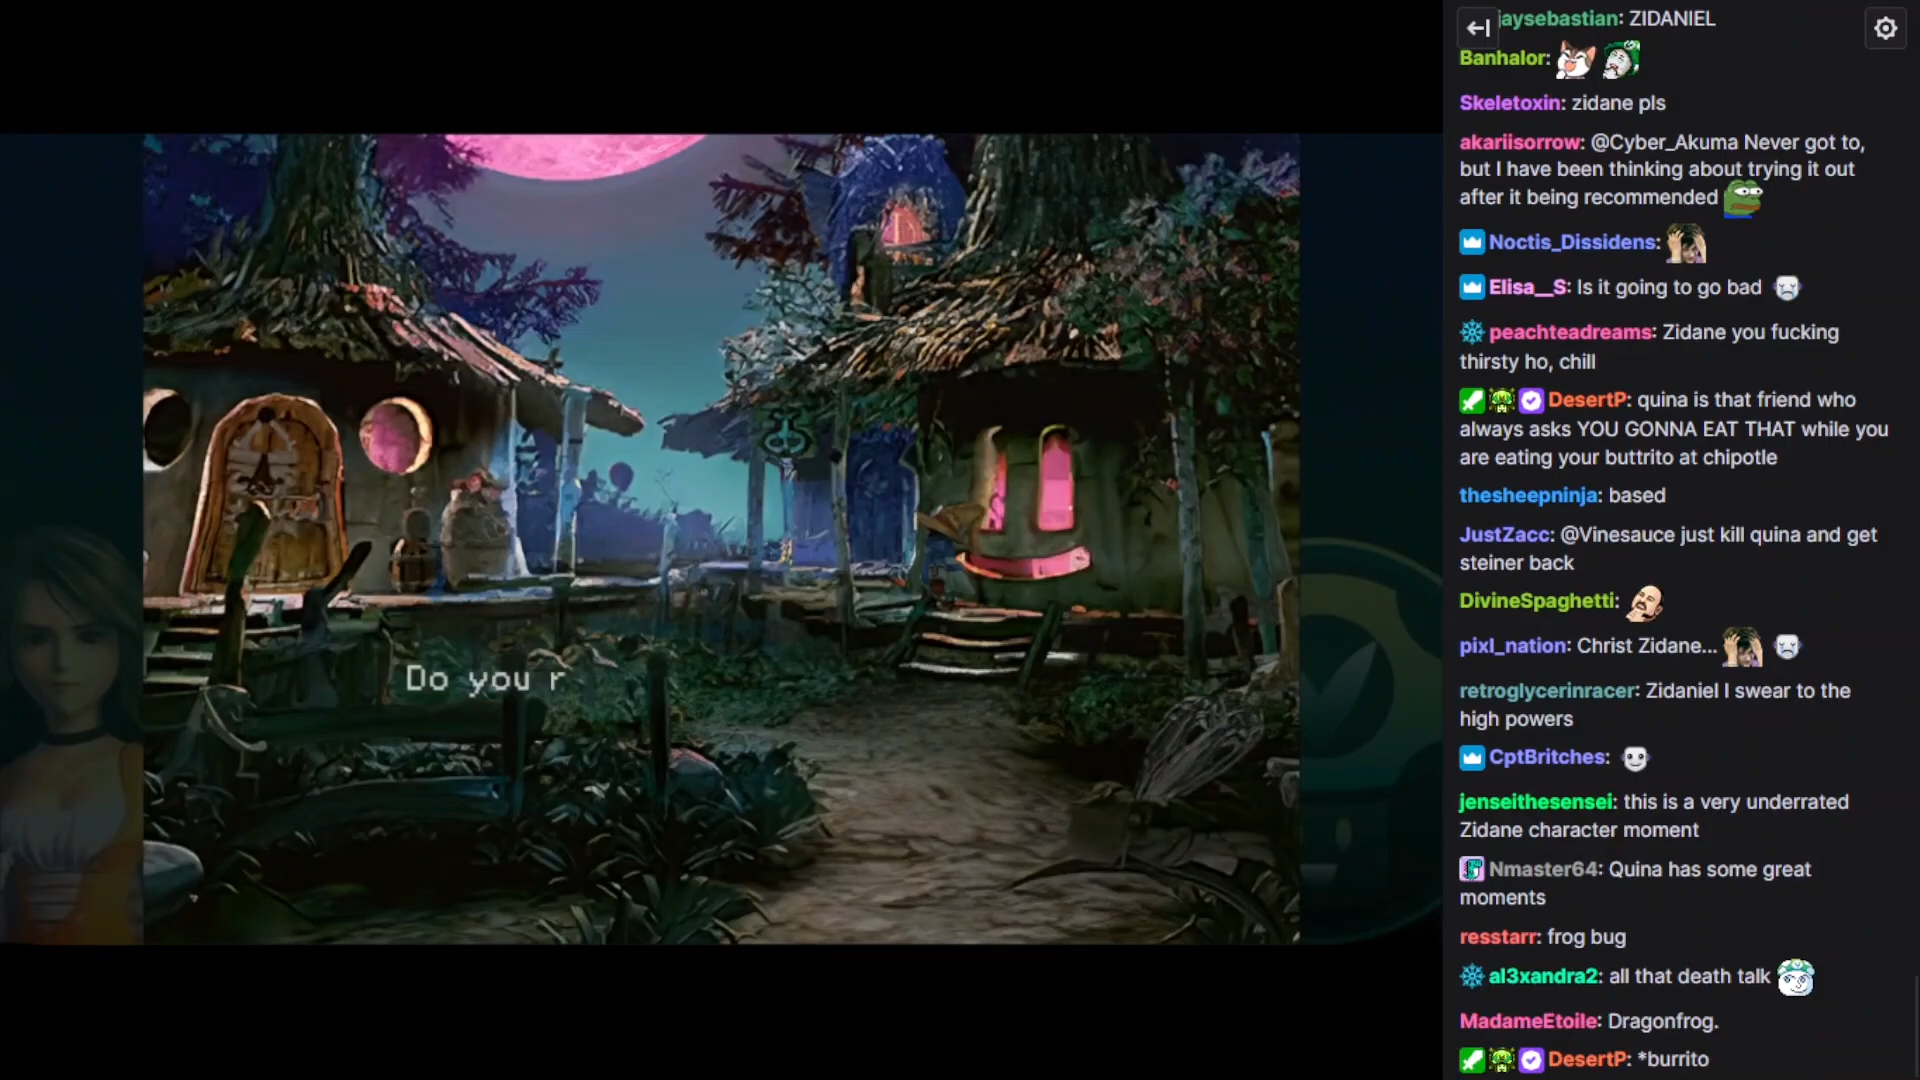 Do you r
jaysebastian: ZIDANIEL
Banhalor:
Skeletoxin: zidane pls
akariisorrow: @Cyber_Akuma Never got to,
but I have been thinking about trying it out
after it being recommended
Noctis_Dissidens:
Elisa__S: Is it going to go bad
peachteadreams: Zidane you fucking
thirsty ho, chill
DesertP: quina is that friend who
always asks YOU GONNA EAT THAT while you
are eating your buttrito at chipotle
thesheepninja: based
JustZacc: @Vinesauce just kill quina and get
steiner back
DivineSpaghetti:
pixl_nation: Christ Zidane...
retroglycerinracer: Zidaniel I swear to the
high powers
CptBritches:
jenseithesensei: this is a very underrated
Zidane character moment
Nmaster64: Quina has some great
moments
resstarr: frog bug
al3xandra2: all that death talk
MadameEtoile: Dragonfrog.
DesertP: *burrito